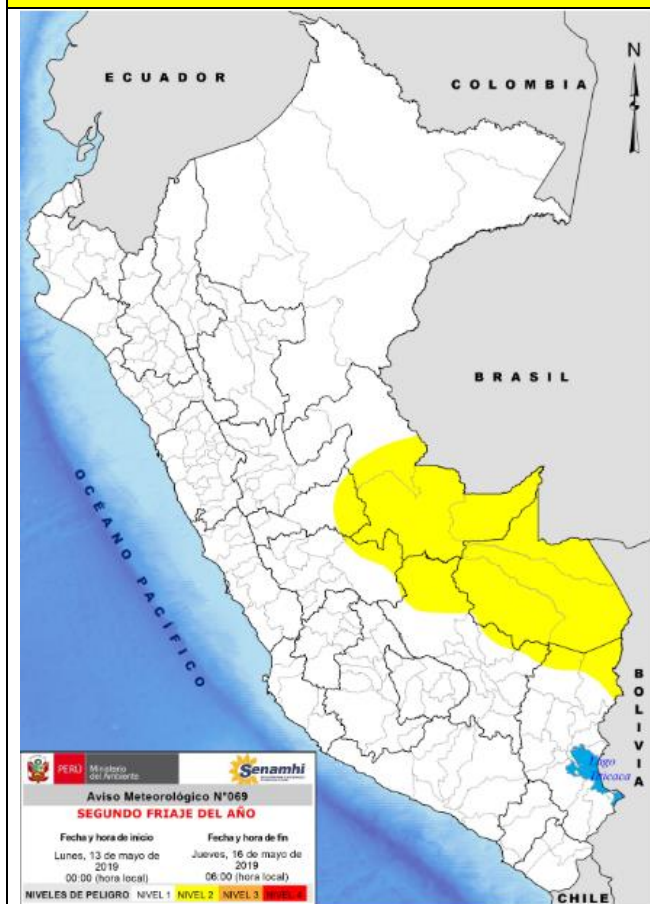 ECUADOR
COLOMBIA
N
BRASIL
OCÉANO PACÍFICO
BOLIVIA
Lago Titicaca
PERÚ Ministerio del Ambiente
Senamhi
Aviso Meteorológico N°069
SEGUNDO FRIAJE DEL AÑO
Fecha y hora de inicio
Lunes, 13 de mayo de
2019
00:00 (hora local)
Fecha y hora de fin
Jueves, 16 de mayo de
2019
06:00 (hora local)
NIVELES DE PELIGRO NIVEL 1 NIVEL 2 NIVEL 3 NIVEL 4
CHILE